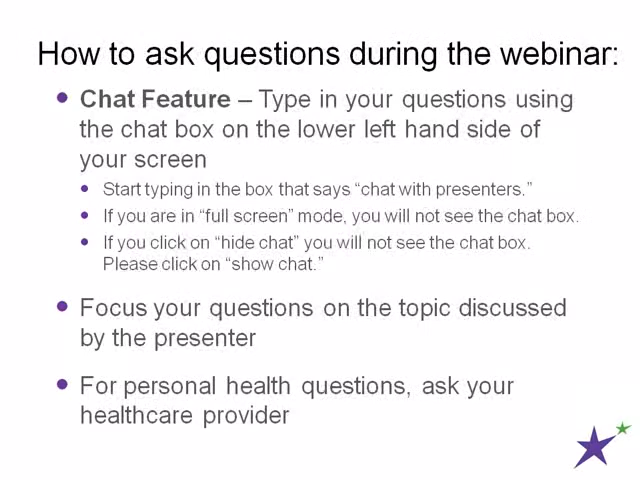 How to ask questions during the webinar:
• Chat Feature – Type in your questions using
the chat box on the lower left hand side of
your screen
• Start typing in the box that says “chat with presenters.”
• If you are in “full screen” mode, you will not see the chat box.
• If you click on “hide chat” you will not see the chat box.
Please click on “show chat.”
• Focus your questions on the topic discussed
by the presenter
• For personal health questions, ask your
healthcare provider